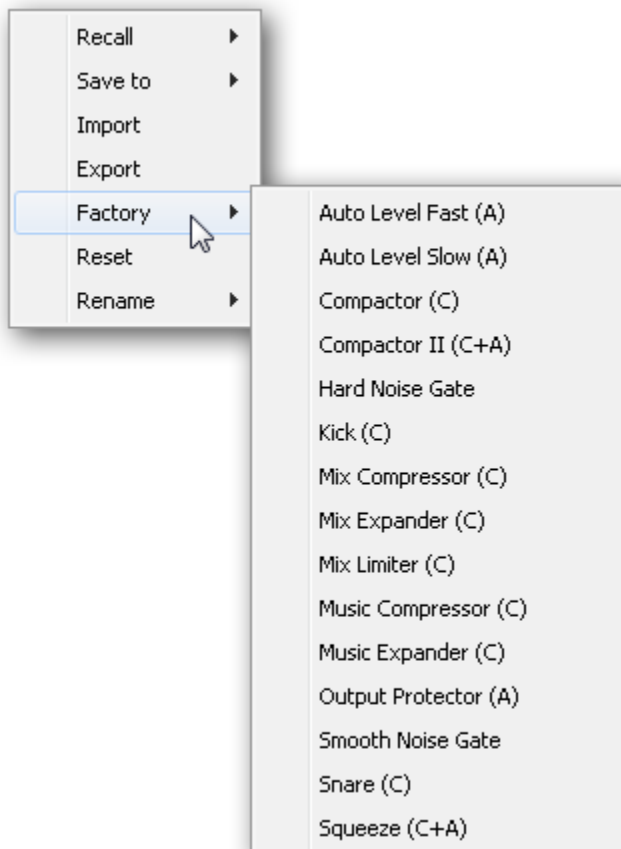 Recall
Save to
Import
Export
Factory
Reset
Rename
Auto Level Fast (A)
Auto Level Slow (A)
Compactor (C)
Compactor II (C+A)
Hard Noise Gate
Kick (C)
Mix Compressor (C)
Mix Expander (C)
Mix Limiter (C)
Music Compressor (C)
Music Expander (C)
Output Protector (A)
Smooth Noise Gate
Snare (C)
Squeeze (C+A)